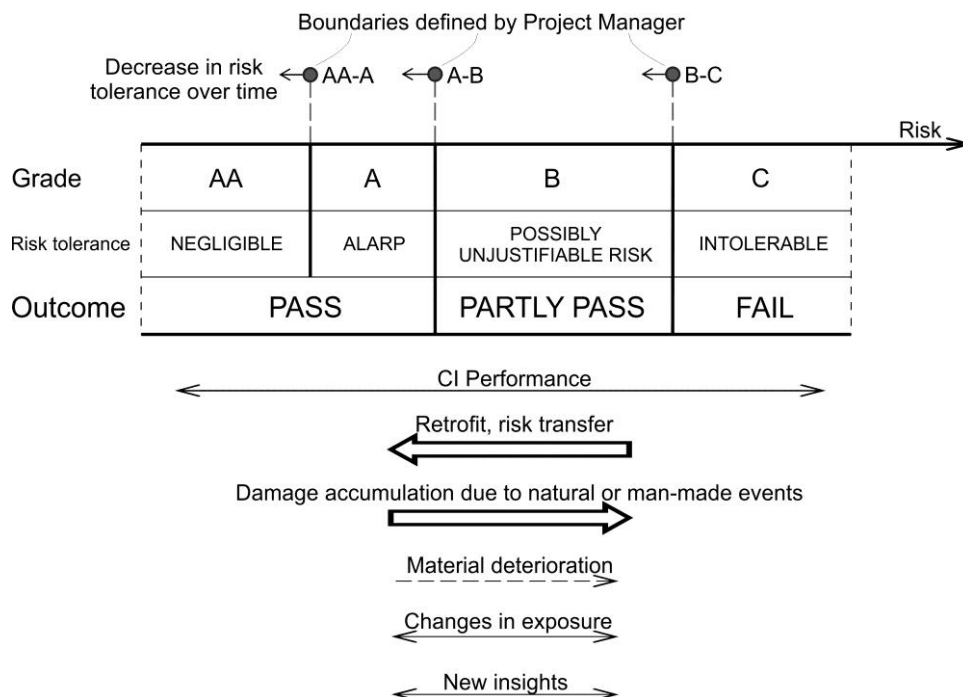 Boundaries defined by Project Manager
Decrease in risk
tolerance over time
AA-A
A-B
B-C
Risk
Grade
AA
A
B
C
Risk tolerance
NEGLIGIBLE
ALARP
POSSIBLY
UNJUSTIFIABLE RISK
INTOLERABLE
Outcome
PASS
PARTLY PASS
FAIL
CI Performance
Retrofit, risk transfer
Damage accumulation due to natural or man-made events
Material deterioration
Changes in exposure
New insights